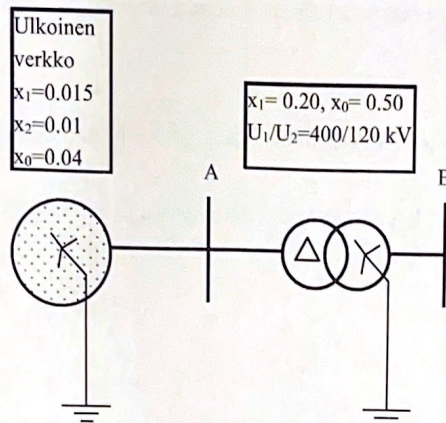 Ulkoinen
verkko
x₁=0.015
x₂=0.01
x₀=0.04
x₁= 0.20, x₀= 0.50
U₁/U₂=400/120 kV
A